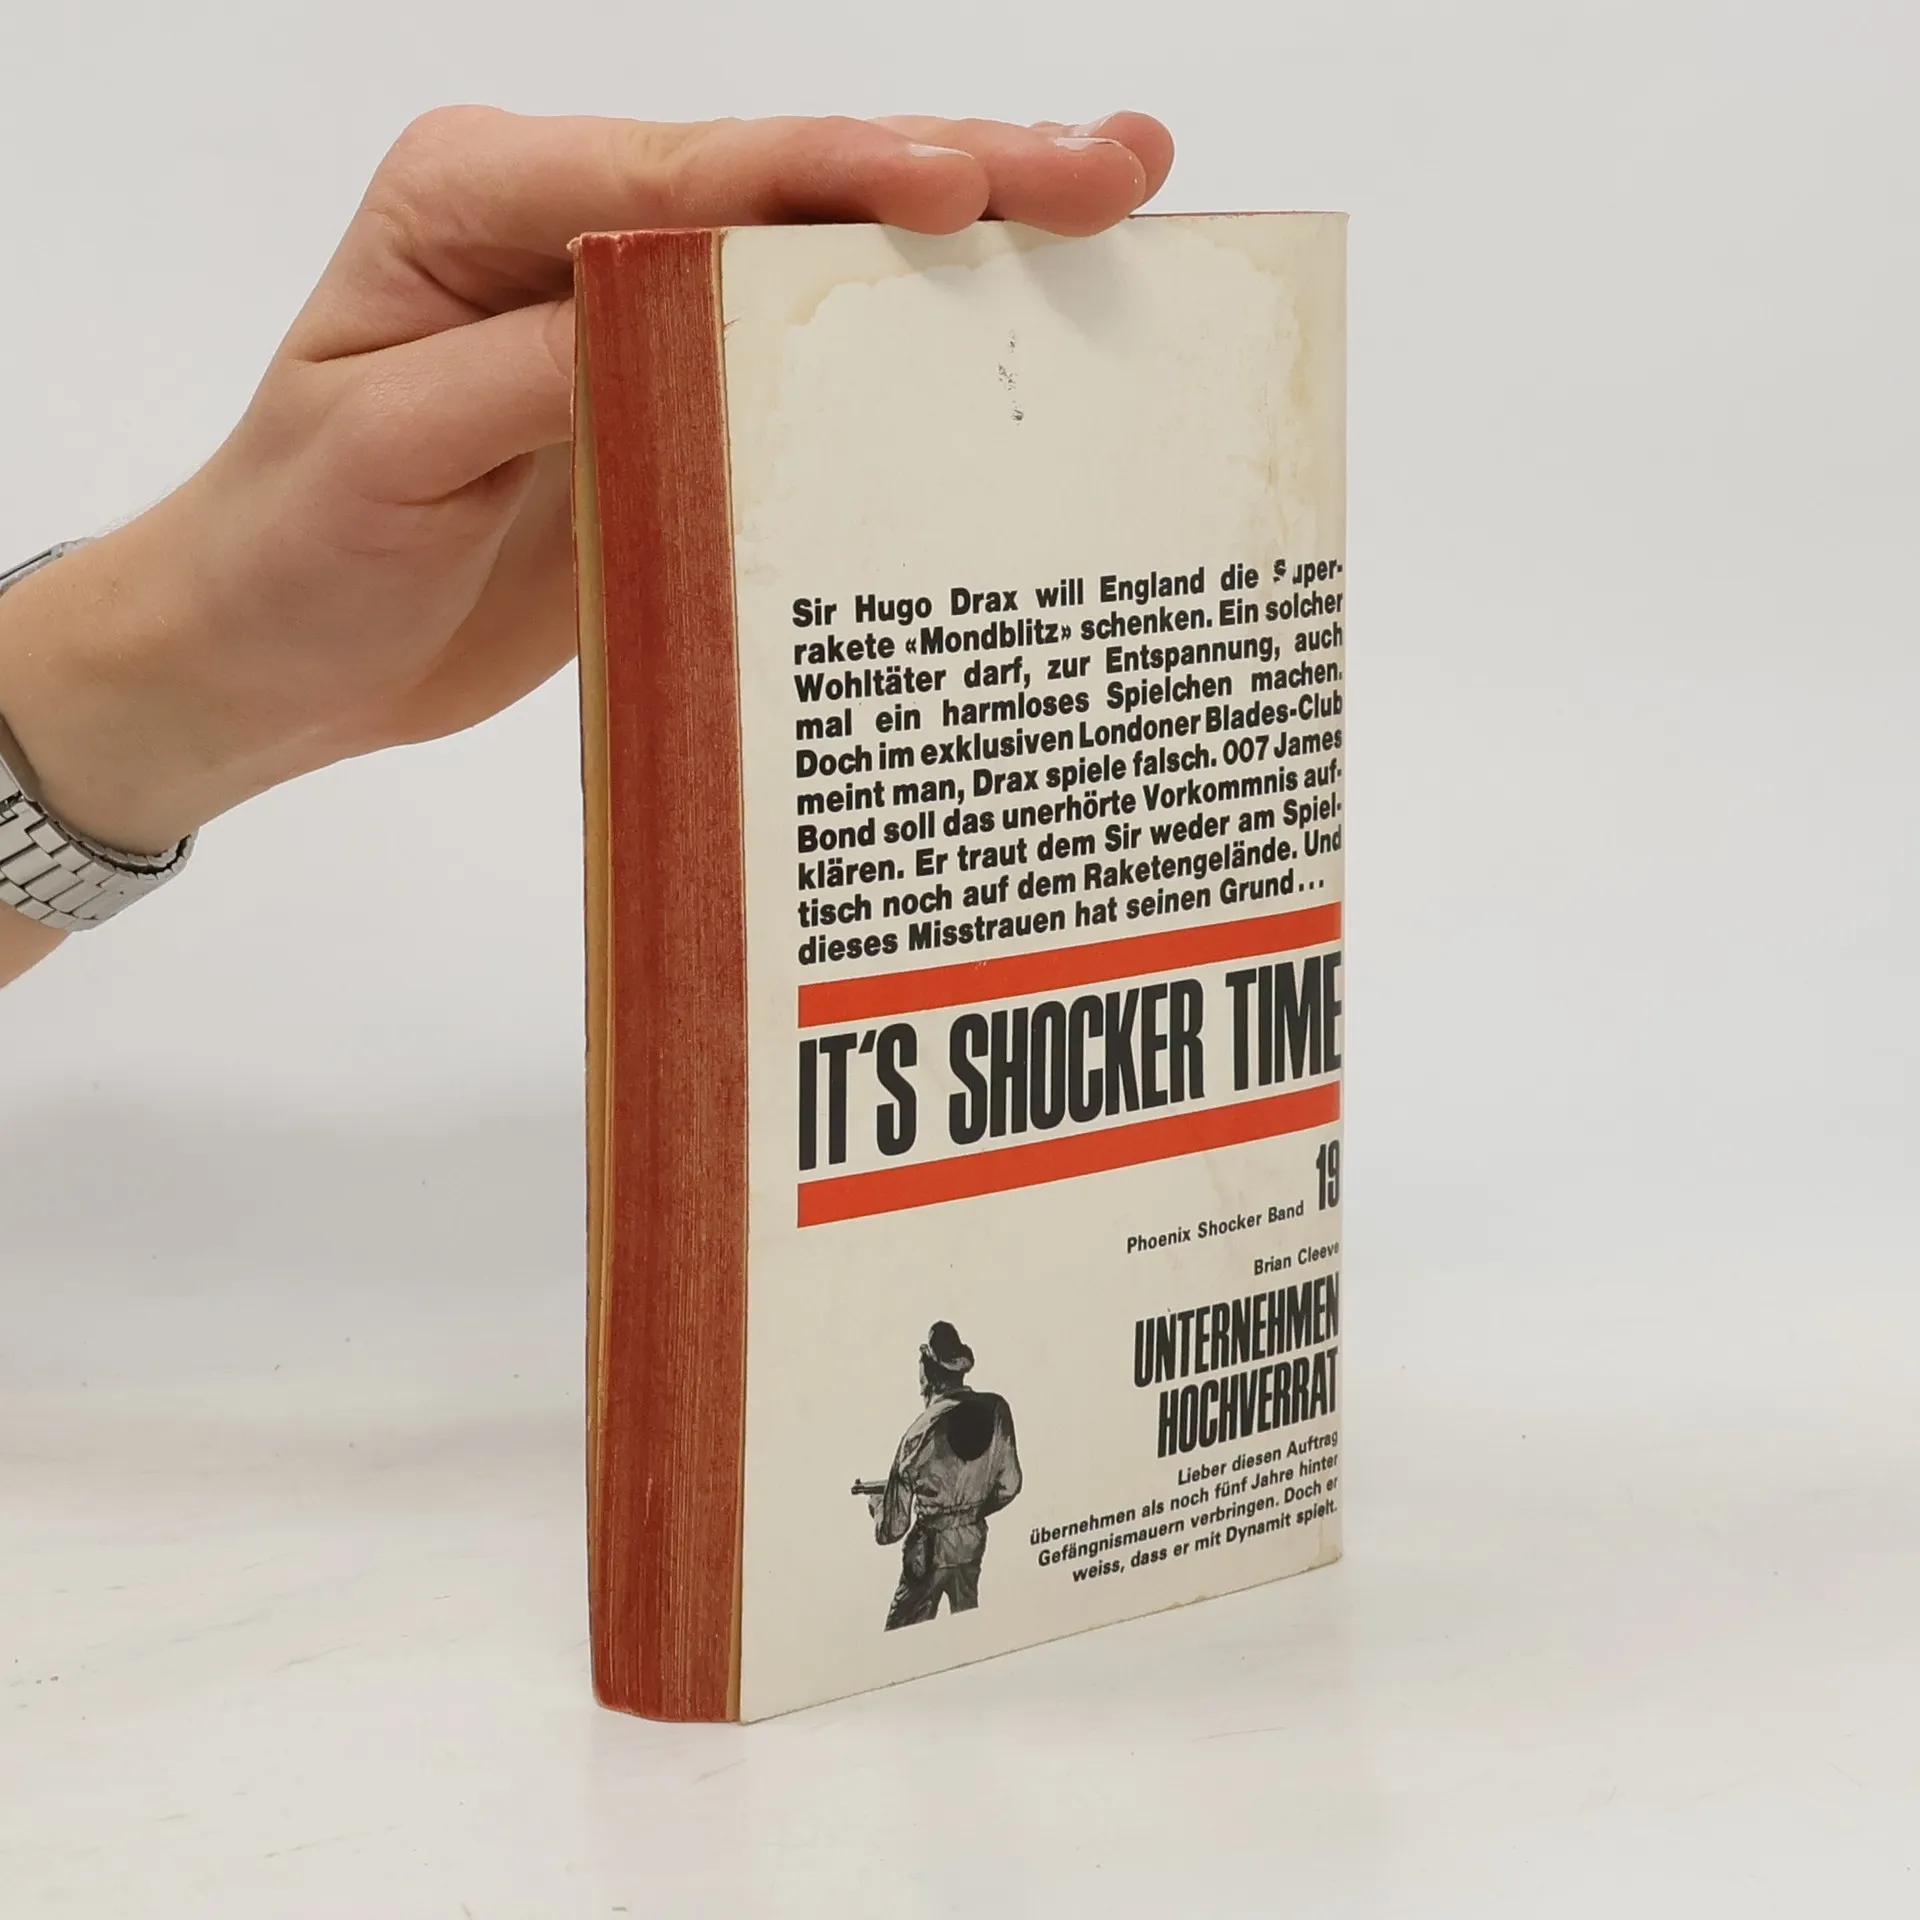 Sir Hugo Drax will England die Super-
rakete «Mondblitz» schenken. Ein solcher
Wohltäter darf, zur Entspannung, auch
mal ein harmloses Spielchen machen.
Doch im exklusiven Londoner Blades-Club
meint man, Drax spiele falsch. 007 James
Bond soll das unerhörte Vorkommnis auf-
klären. Er traut dem Sir weder am Spiel-
tisch noch auf dem Raketengelände. Und
dieses Misstrauen hat seinen Grund...
IT'S SHOCKER TIME
Phoenix Shocker Band 19
Brian Cleeve
UNTERNEHMEN
HOCHVERRAT
Lieber diesen Auftrag
übernehmen als noch fünf Jahre hinter
Gefängnismauern verbringen. Doch er
weiss, dass er mit Dynamit spielt.